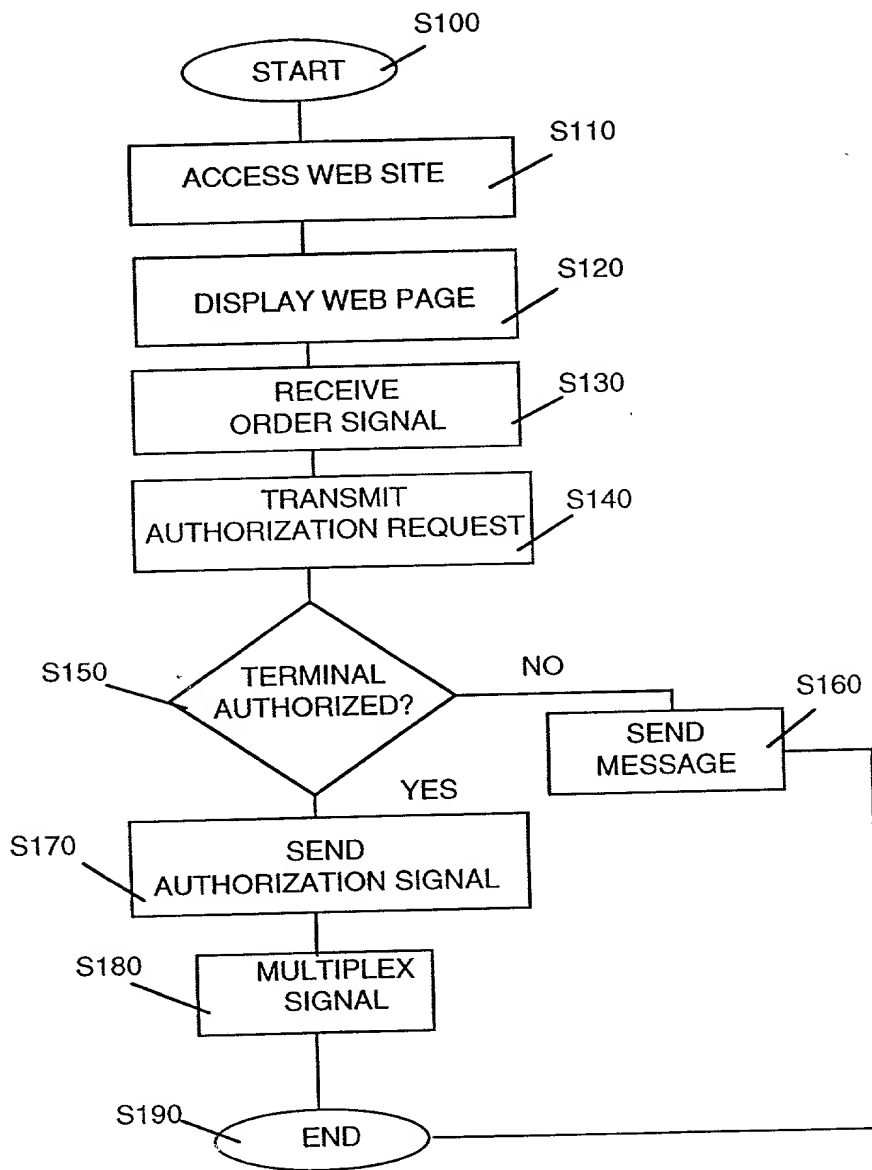 S100
START
S110
ACCESS WEB SITE
S120
DISPLAY WEB PAGE
S130
RECEIVE
ORDER SIGNAL
S140
TRANSMIT
AUTHORIZATION REQUEST
S150
TERMINAL
AUTHORIZED?
NO
S160
SEND
MESSAGE
YES
S170
SEND
AUTHORIZATION SIGNAL
S180
MULTIPLEX
SIGNAL
S190
END